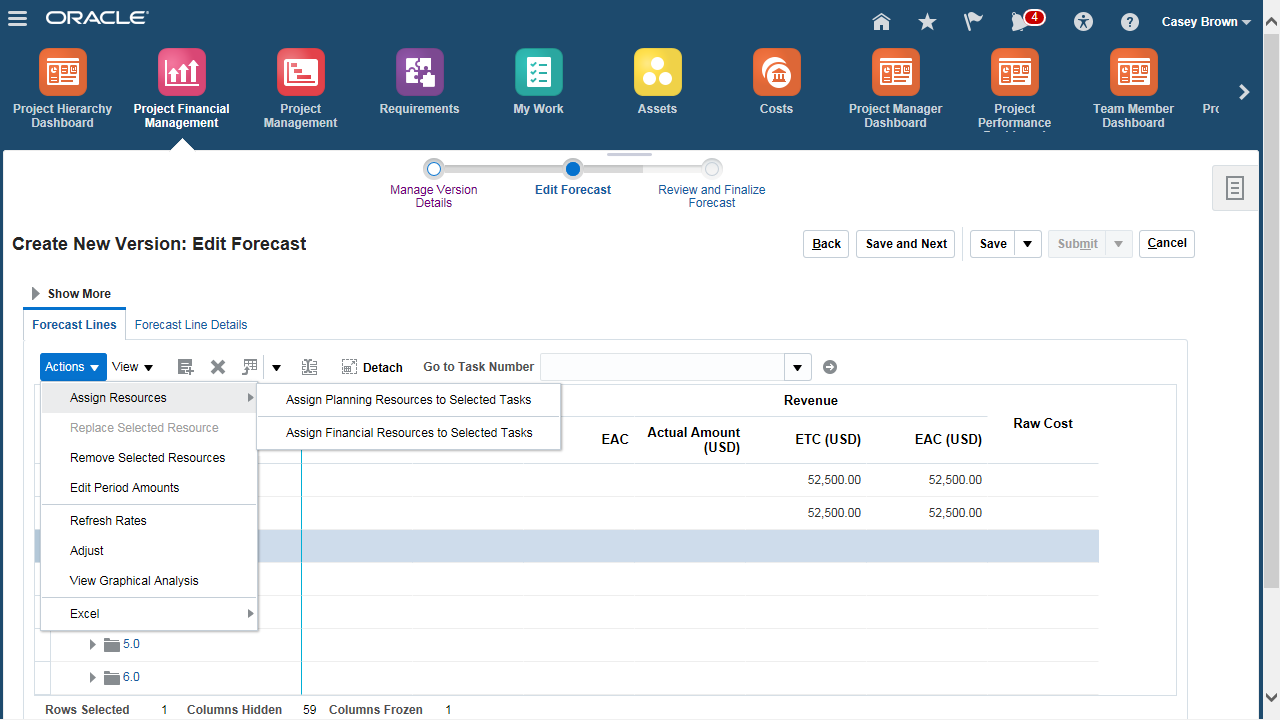 ORACLE
4
Casey Brown
Project Hierarchy
Dashboard
Project Financial
Management
Project
Management
Requirements
My Work
Assets
Costs
Project Manager
Dashboard
Project
Performance
Team Member
Dashboard
Pro
Manage Version
Details
Edit Forecast
Review and Finalize
Forecast
Create New Version: Edit Forecast
Back
Save and Next
Save
Submit
Cancel
Show More
Forecast Lines
Forecast Line Details
Actions
View
Detach
Go to Task Number
Assign Resources
Replace Selected Resource
Remove Selected Resources
Edit Period Amounts
Refresh Rates
Adjust
View Graphical Analysis
Excel
Assign Planning Resources to Selected Tasks
Assign Financial Resources to Selected Tasks
Revenue
Raw Cost
EAC
Actual Amount
(USD)
ETC (USD)
EAC (USD)
52,500.00 52,500.00
52,500.00 52,500.00
5.0
6.0
Rows Selected 1 Columns Hidden 59 Columns Frozen 1